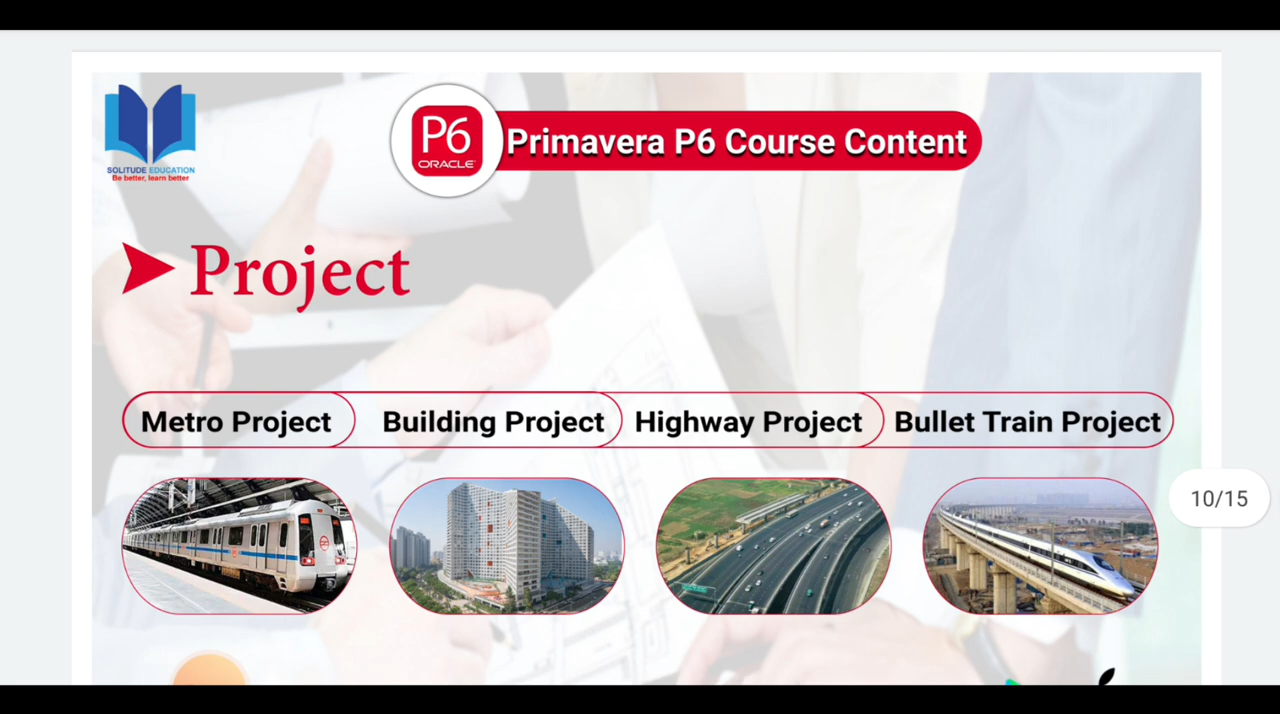 SOLITUDE EDUCATION
Be better, learn better
P6
ORACLE
Primavera P6 Course Content
Project
Metro Project
Building Project
Highway Project
Bullet Train Project
10/15